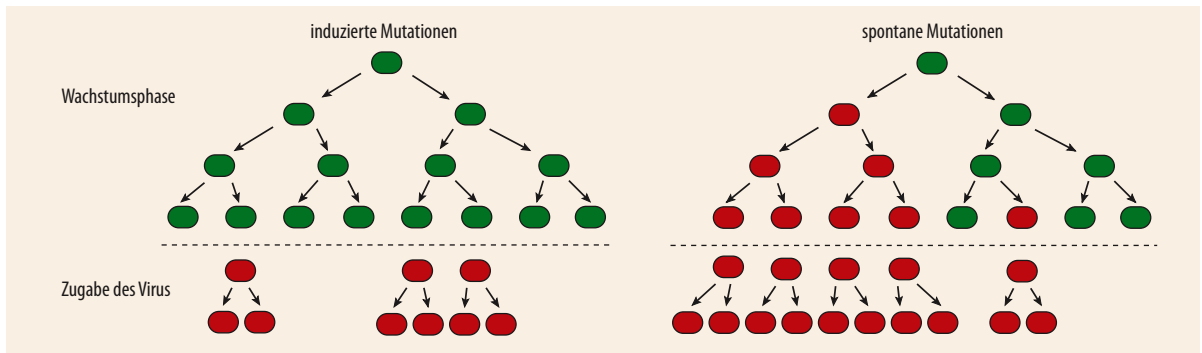 induzierte Mutationen
spontane Mutationen
Wachstumsphase
Zugabe des Virus